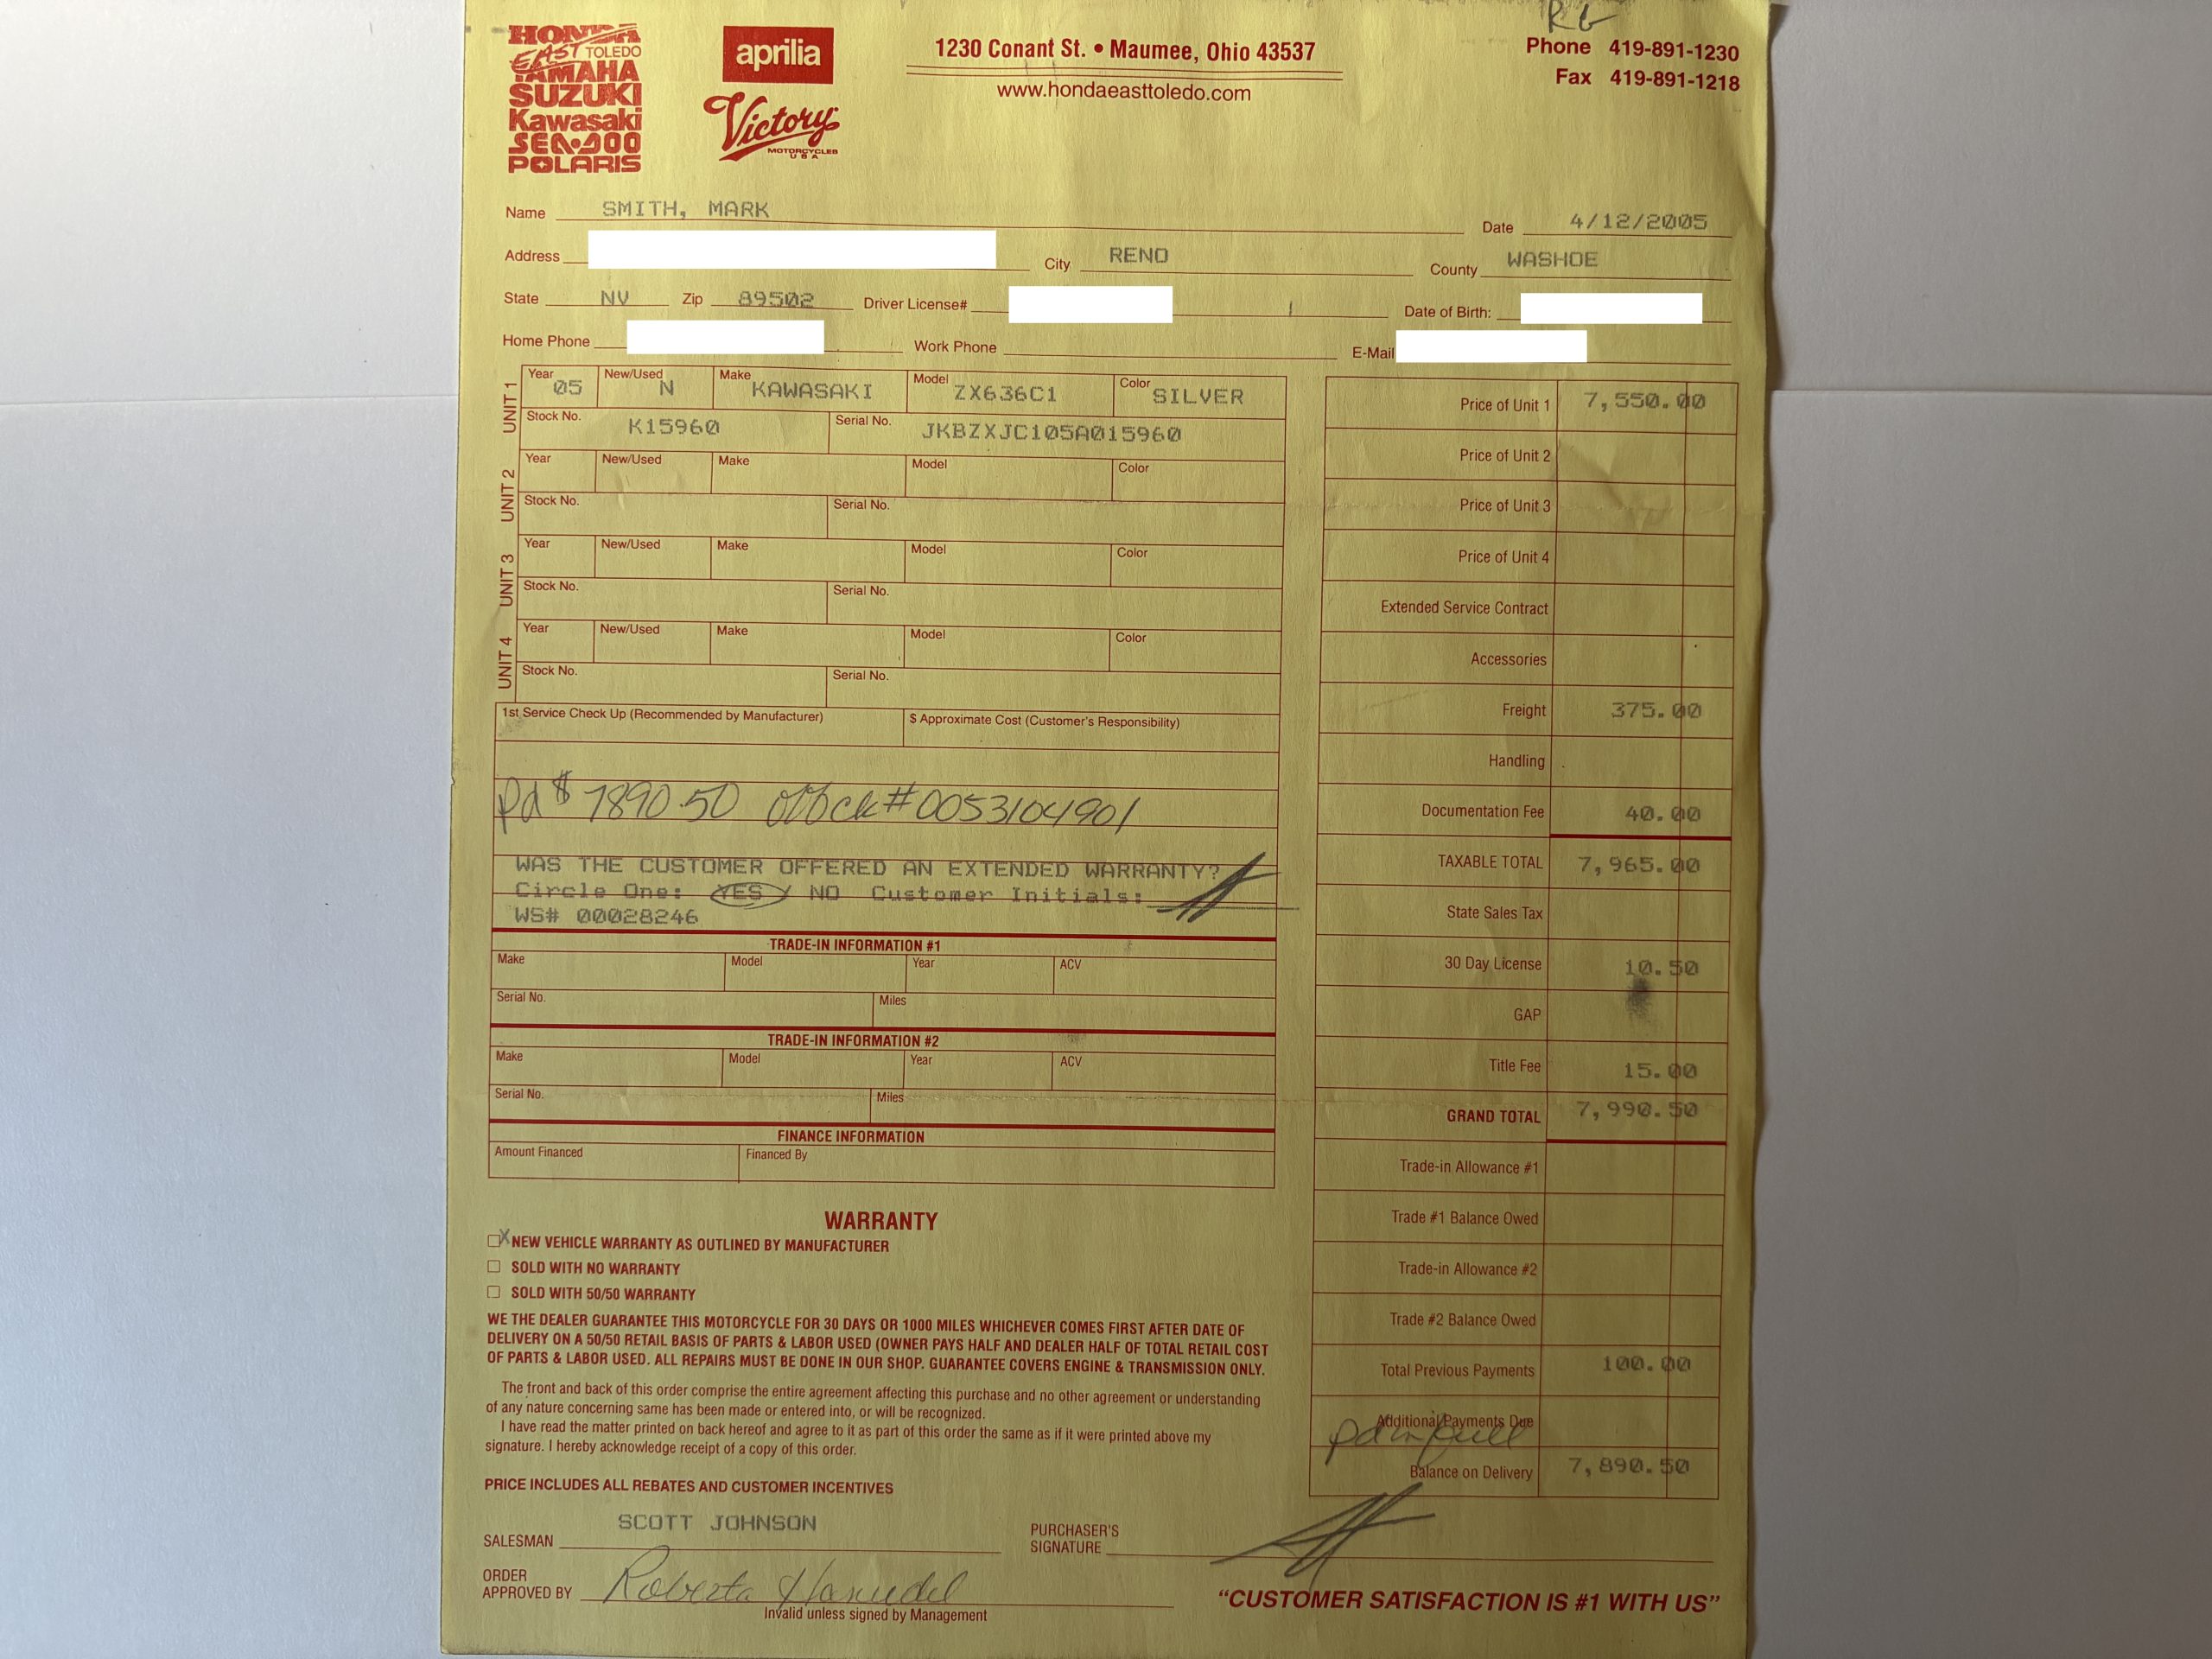 RG
HONDA
EAST TOLEDO
YAMAHA
SUZUKI
Kawasaki
SEA-DOO
POLARIS
aprilia
Victory
MOTORCYCLES
USA
1230 Conant St. • Maumee, Ohio 43537
www.hondaeasttoledo.com
Phone 419-891-1230
Fax 419-891-1218
Name SMITH, MARK Date 4/12/2005
Address City RENO County WASHOE
State NV Zip 89502 Driver License# Date of Birth:
Home Phone Work Phone E-Mail
UNIT 1
Year 05 New/Used N Make KAWASAKI Model ZX636C1 Color SILVER
Stock No. K15960 Serial No. JKBZXJC105A015960
UNIT 2
Year New/Used Make Model Color
Stock No. Serial No.
UNIT 3
Year New/Used Make Model Color
Stock No. Serial No.
UNIT 4
Year New/Used Make Model Color
Stock No. Serial No.
1st Service Check Up (Recommended by Manufacturer) $ Approximate Cost (Customer's Responsibility)
pd $7890.50 ck#0053104901
WAS THE CUSTOMER OFFERED AN EXTENDED WARRANTY?
Circle One: YES / NO Customer Initials:
WS# 00028246
TRADE-IN INFORMATION #1
Make Model Year ACV
Serial No. Miles
TRADE-IN INFORMATION #2
Make Model Year ACV
Serial No. Miles
FINANCE INFORMATION
Amount Financed Financed By
Price of Unit 1 7,550.00
Price of Unit 2
Price of Unit 3
Price of Unit 4
Extended Service Contract
Accessories
Freight 375.00
Handling
Documentation Fee 40.00
TAXABLE TOTAL 7,965.00
State Sales Tax
30 Day License 10.50
GAP
Title Fee 15.00
GRAND TOTAL 7,990.50
Trade-in Allowance #1
Trade #1 Balance Owed
Trade-in Allowance #2
Trade #2 Balance Owed
Total Previous Payments 100.00
Additional Payments Due
pd in full
Balance on Delivery 7,890.50
WARRANTY
X NEW VEHICLE WARRANTY AS OUTLINED BY MANUFACTURER
SOLD WITH NO WARRANTY
SOLD WITH 50/50 WARRANTY
WE THE DEALER GUARANTEE THIS MOTORCYCLE FOR 30 DAYS OR 1000 MILES WHICHEVER COMES FIRST AFTER DATE OF
DELIVERY ON A 50/50 RETAIL BASIS OF PARTS & LABOR USED (OWNER PAYS HALF AND DEALER HALF OF TOTAL RETAIL COST
OF PARTS & LABOR USED. ALL REPAIRS MUST BE DONE IN OUR SHOP. GUARANTEE COVERS ENGINE & TRANSMISSION ONLY.
The front and back of this order comprise the entire agreement affecting this purchase and no other agreement or understanding
of any nature concerning same has been made or entered into, or will be recognized.
I have read the matter printed on back hereof and agree to it as part of this order the same as if it were printed above my
signature. I hereby acknowledge receipt of a copy of this order.
PRICE INCLUDES ALL REBATES AND CUSTOMER INCENTIVES
SALESMAN SCOTT JOHNSON
PURCHASER'S
SIGNATURE
ORDER
APPROVED BY Roberta
Invalid unless signed by Management
"CUSTOMER SATISFACTION IS #1 WITH US"